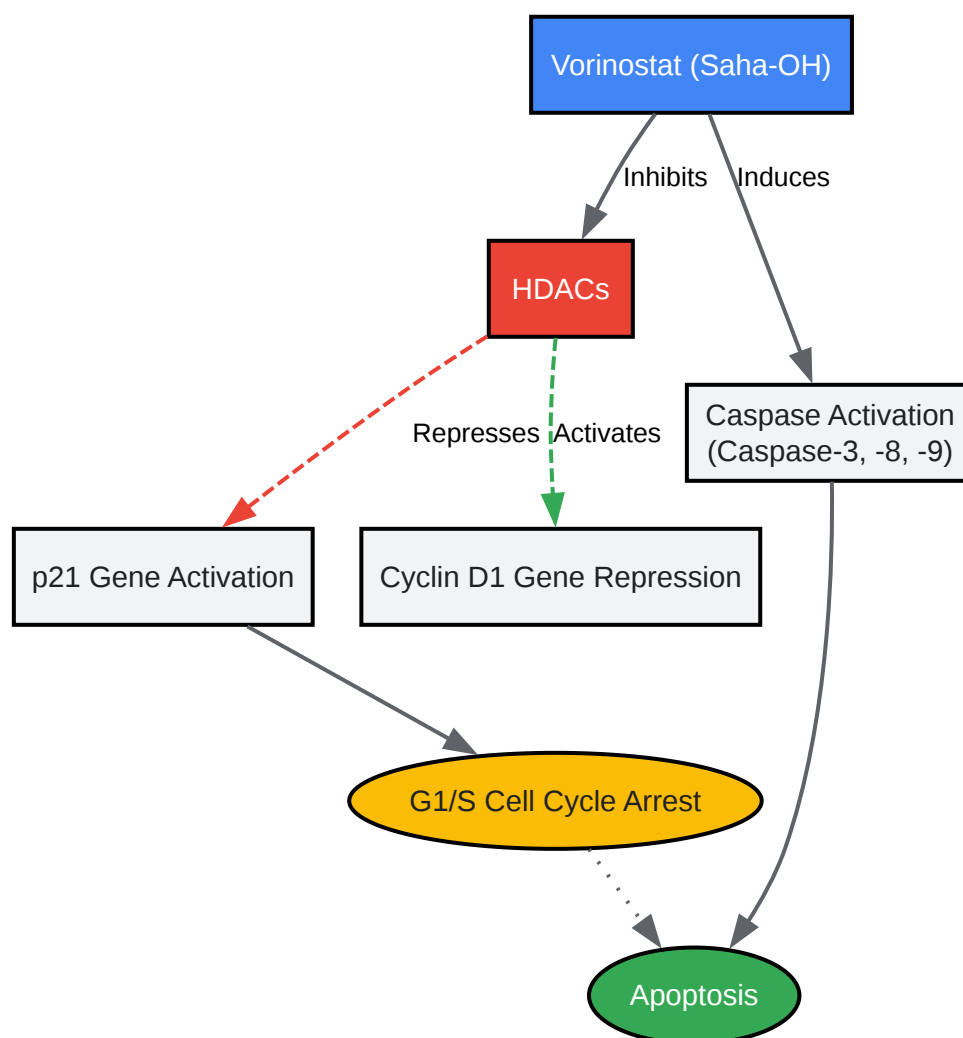 Vorinostat (Saha-OH)
Inhibits
Induces
HDACs
Represses
Activates
Caspase Activation
(Caspase-3, -8, -9)
p21 Gene Activation
Cyclin D1 Gene Repression
G1/S Cell Cycle Arrest
Apoptosis